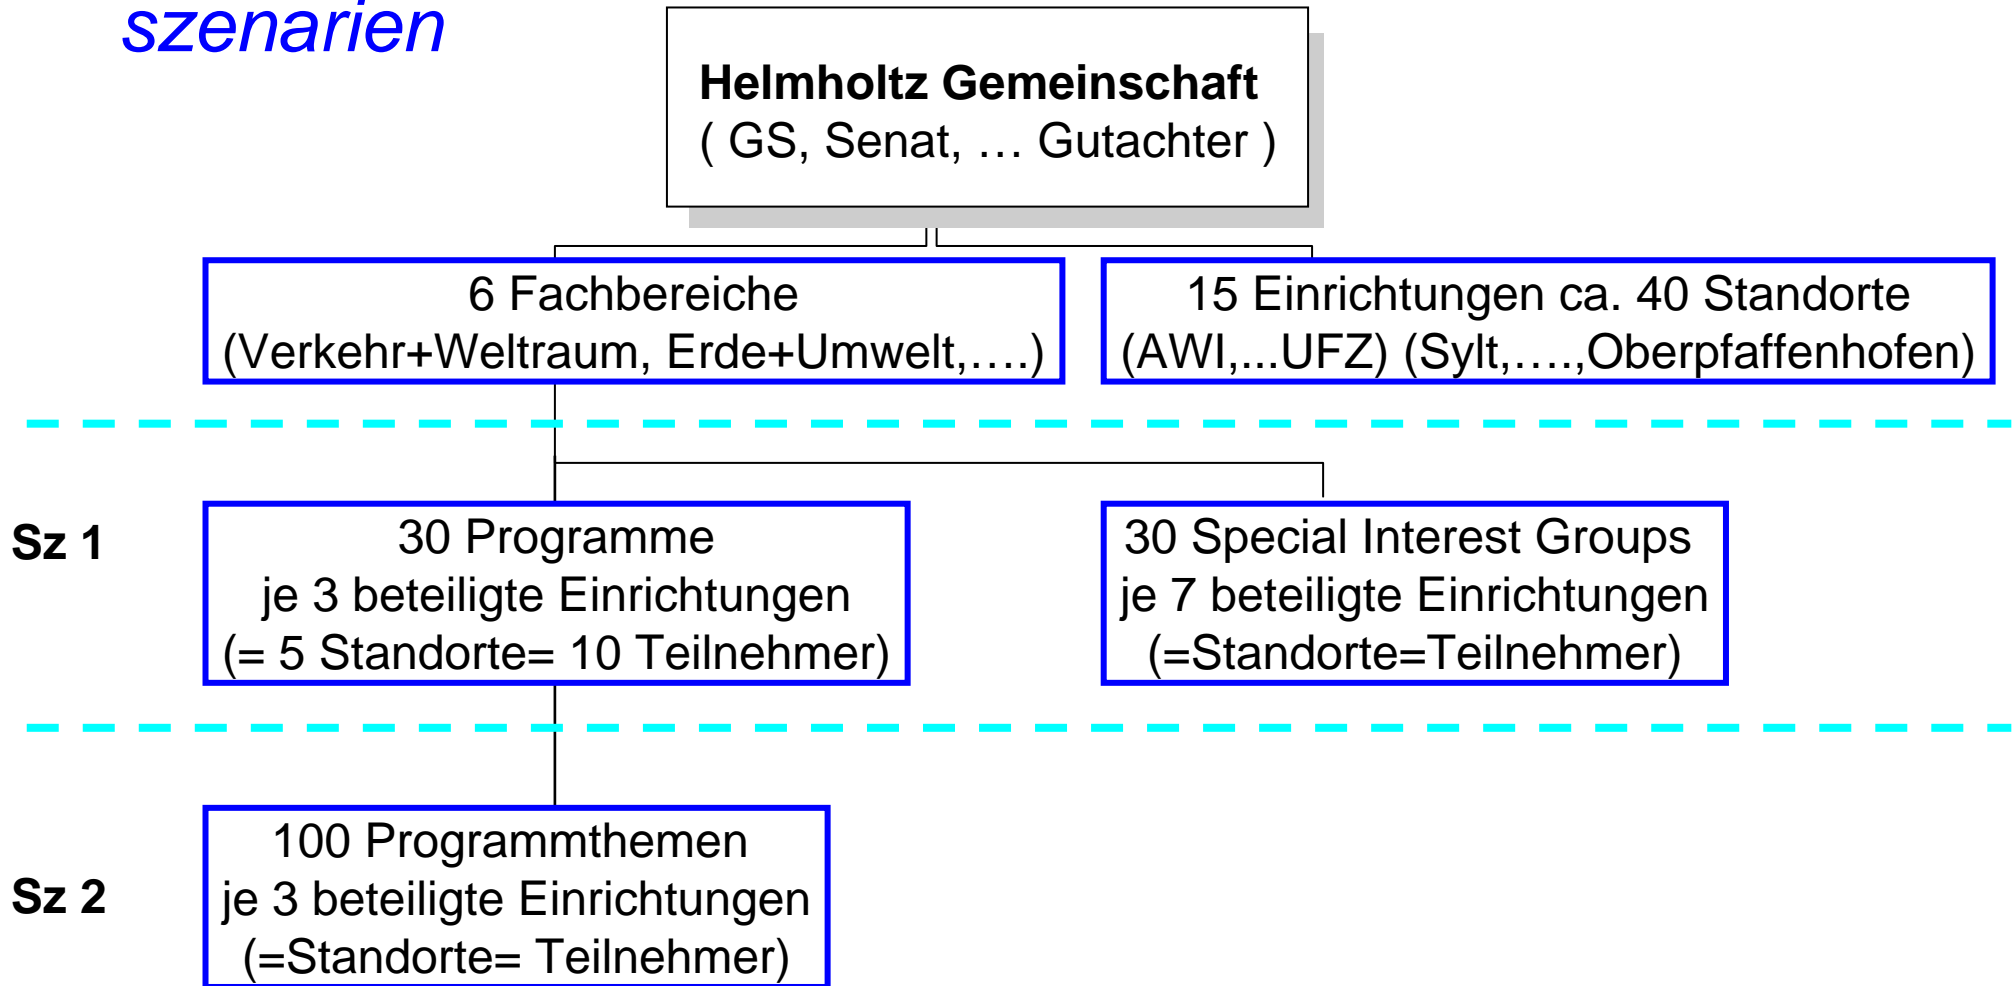 szenarien
Helmholtz Gemeinschaft
( GS, Senat, … Gutachter )
6 Fachbereiche
(Verkehr+Weltraum, Erde+Umwelt,….)
15 Einrichtungen ca. 40 Standorte
(AWI,...UFZ) (Sylt,….,Oberpfaffenhofen)
Sz 1
30 Programme
je 3 beteiligte Einrichtungen
(= 5 Standorte= 10 Teilnehmer)
30 Special Interest Groups
je 7 beteiligte Einrichtungen
(=Standorte=Teilnehmer)
Sz 2
100 Programmthemen
je 3 beteiligte Einrichtungen
(=Standorte= Teilnehmer)